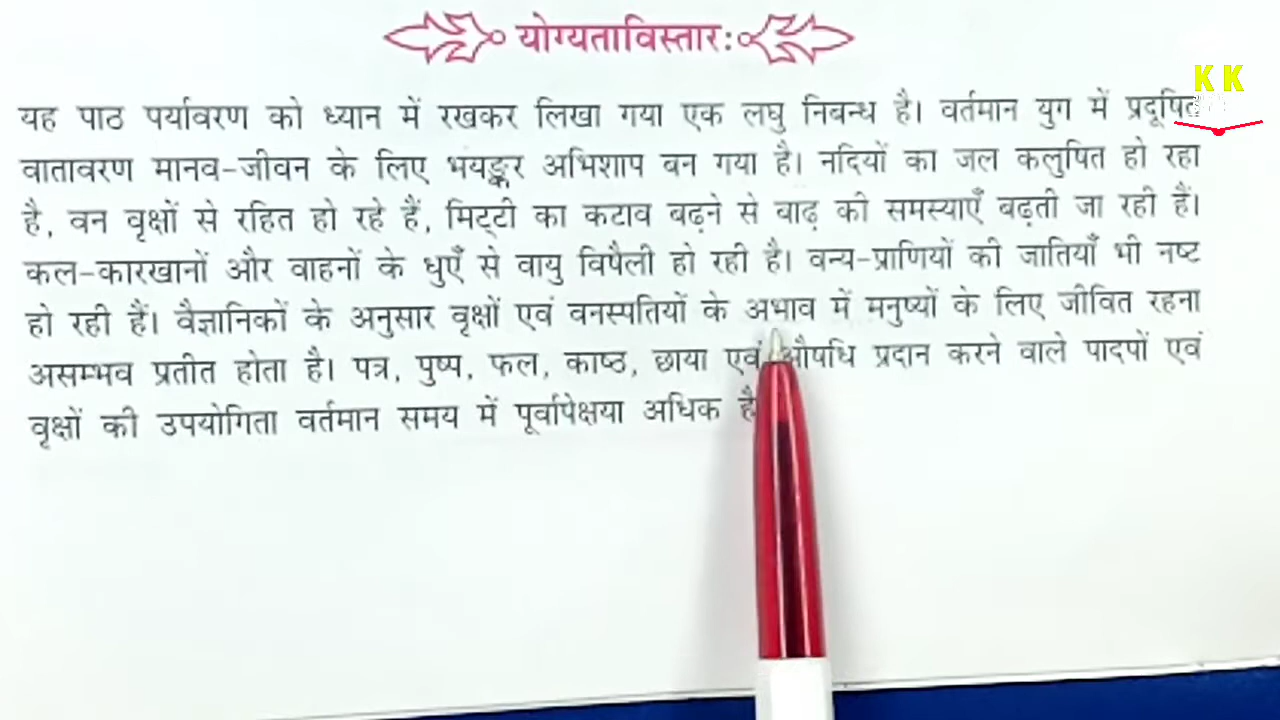 योग्यताविस्तारः
K K
यह पाठ पर्यावरण को ध्यान में रखकर लिखा गया एक लघु निबन्ध है। वर्तमान युग में प्रदूषित
वातावरण मानव-जीवन के लिए भयङ्कर अभिशाप बन गया है। नदियों का जल कलुषित हो रहा
है, वन वृक्षों से रहित हो रहे हैं, मिट्टी का कटाव बढ़ने से बाढ़ की समस्याएँ बढ़ती जा रही हैं।
कल-कारखानों और वाहनों के धुएँ से वायु विषैली हो रही है। वन्य-प्राणियों की जातियाँ भी नष्ट
हो रही हैं। वैज्ञानिकों के अनुसार वृक्षों एवं वनस्पतियों के अभाव में मनुष्यों के लिए जीवित रहना
असम्भव प्रतीत होता है। पत्र, पुष्प, फल, काष्ठ, छाया एवं औषधि प्रदान करने वाले पादपों एवं
वृक्षों की उपयोगिता वर्तमान समय में पूर्वापेक्षया अधिक है